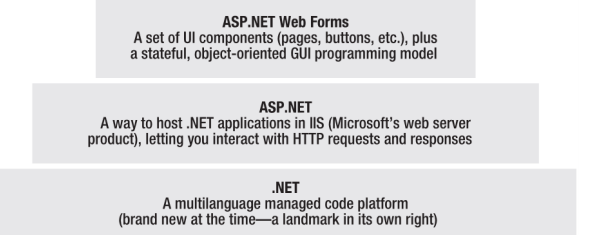 ASP.NET Web Forms
A set of UI components (pages, buttons, etc.), plus
a stateful, object-oriented GUI programming model
ASP.NET
A way to host .NET applications in IIS (Microsoft's web server
product), letting you interact with HTTP requests and responses
.NET
A multilanguage managed code platform
(brand new at the time—a landmark in its own right)